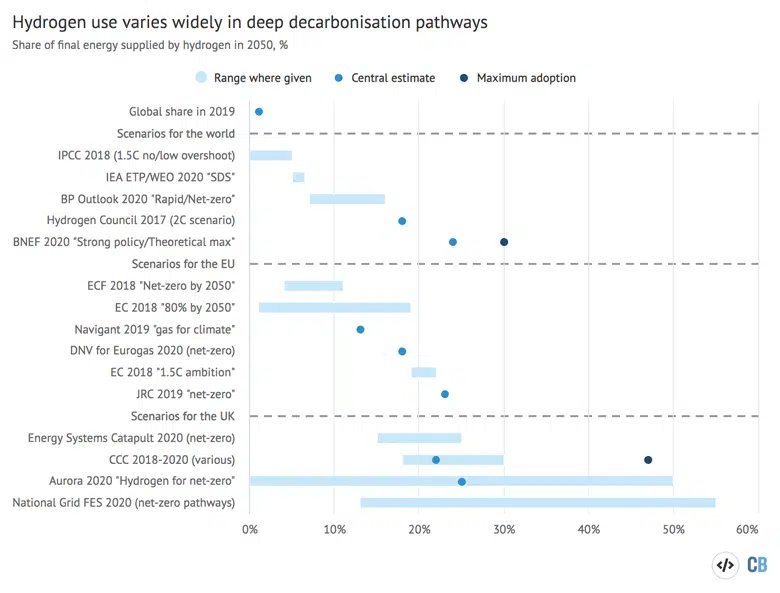 Hydrogen use varies widely in deep decarbonisation pathways
Share of final energy supplied by hydrogen in 2050, %
Range where given Central estimate Maximum adoption
Global share in 2019
Scenarios for the world
IPCC 2018 (1.5C no/low overshoot)
IEA ETP/WEO 2020 "SDS"
BP Outlook 2020 "Rapid/Net-zero"
Hydrogen Council 2017 (2C scenario)
BNEF 2020 "Strong policy/Theoretical max"
Scenarios for the EU
ECF 2018 "Net-zero by 2050"
EC 2018 "80% by 2050"
Navigant 2019 "gas for climate"
DNV for Eurogas 2020 (net-zero)
EC 2018 "1.5C ambition"
JRC 2019 "net-zero"
Scenarios for the UK
Energy Systems Catapult 2020 (net-zero)
CCC 2018-2020 (various)
Aurora 2020 "Hydrogen for net-zero"
National Grid FES 2020 (net-zero pathways)
0% 10% 20% 30% 40% 50% 60%
</> CB